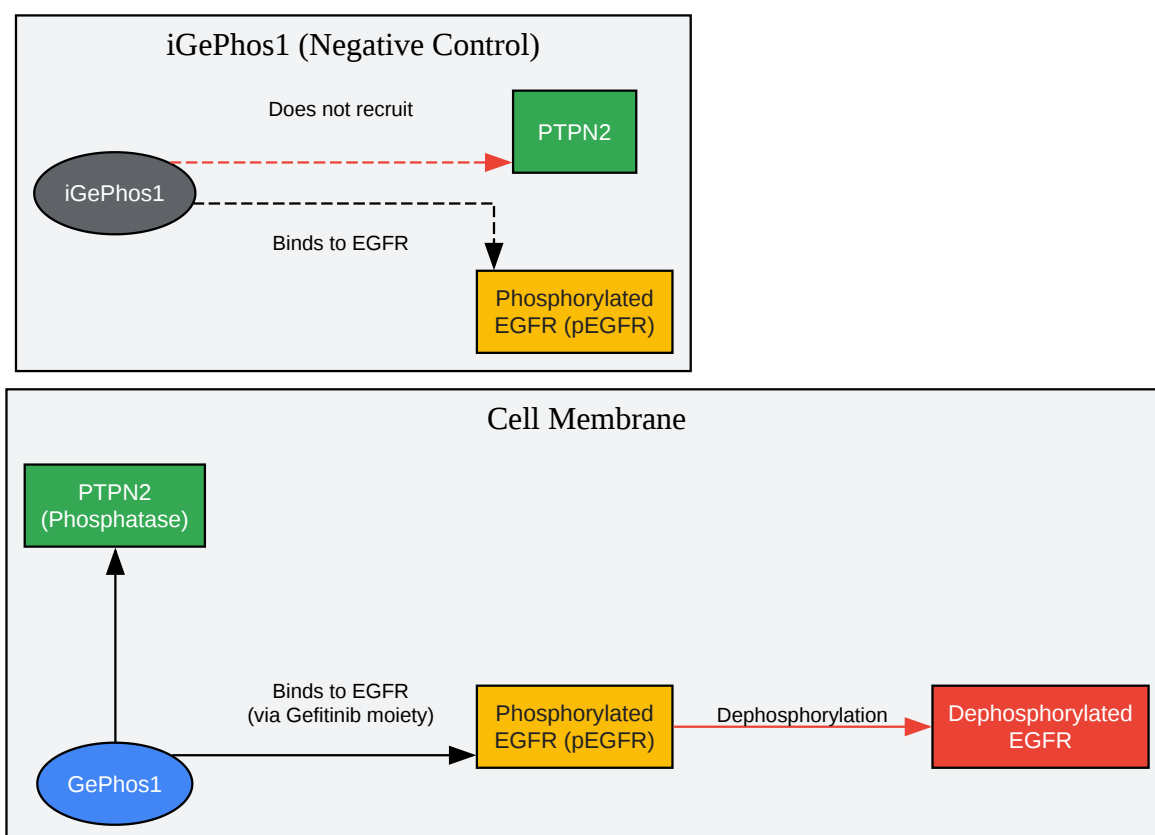 iGePhos1 (Negative Control)
Does not recruit
PTPN2
iGePhos1
Binds to EGFR
Phosphorylated
EGFR (pEGFR)
Cell Membrane
PTPN2
(Phosphatase)
Binds to EGFR
(via Gefitinib moiety)
Phosphorylated
EGFR (pEGFR)
Dephosphorylation
Dephosphorylated
EGFR
GePhos1